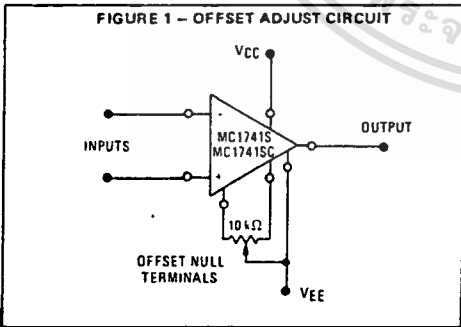 FIGURE 1 – OFFSET ADJUST CIRCUIT
VCC
-
MC1741S
MC1741SC
OUTPUT
INPUTS
+
10 kΩ
OFFSET NULL
TERMINALS
VEE